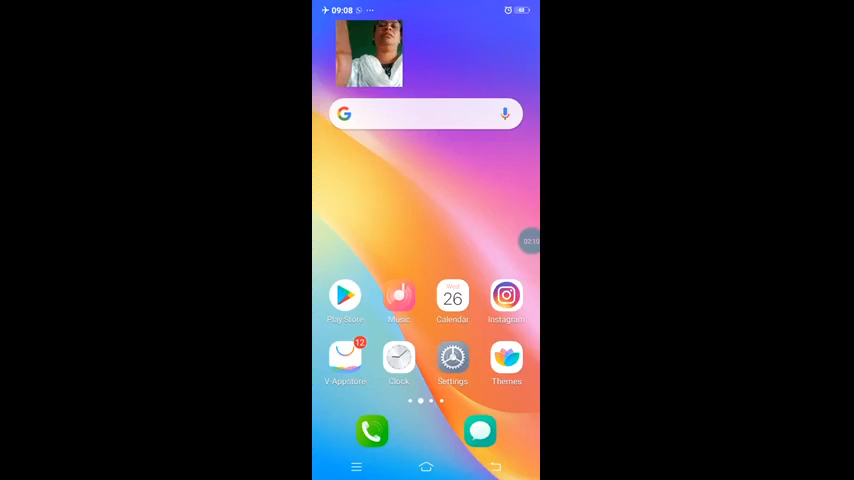 09:08
02:10
Wed
26
Play Store
Music
Calendar
Instagram
12
V-Appstore
Clock
Settings
Themes